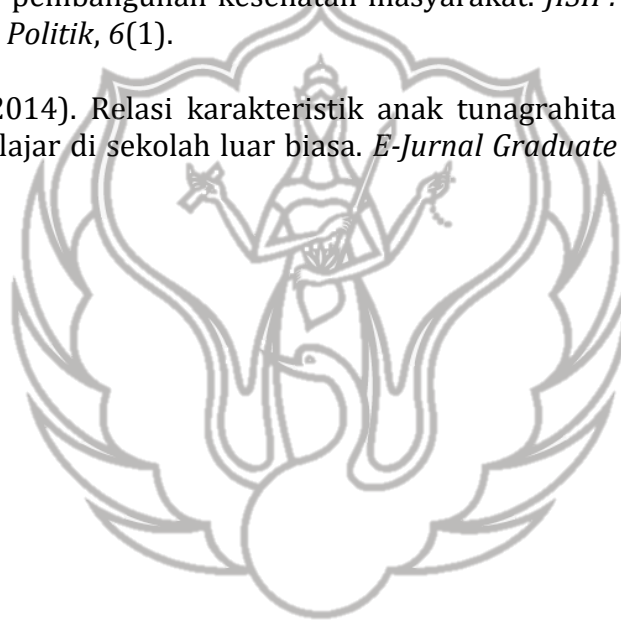 pembangunan kesehatan masyarakat. JISIP:
Politik, 6(1).
2014). Relasi karakteristik anak tunagrahita
lajar di sekolah luar biasa. E-Jurnal Graduate